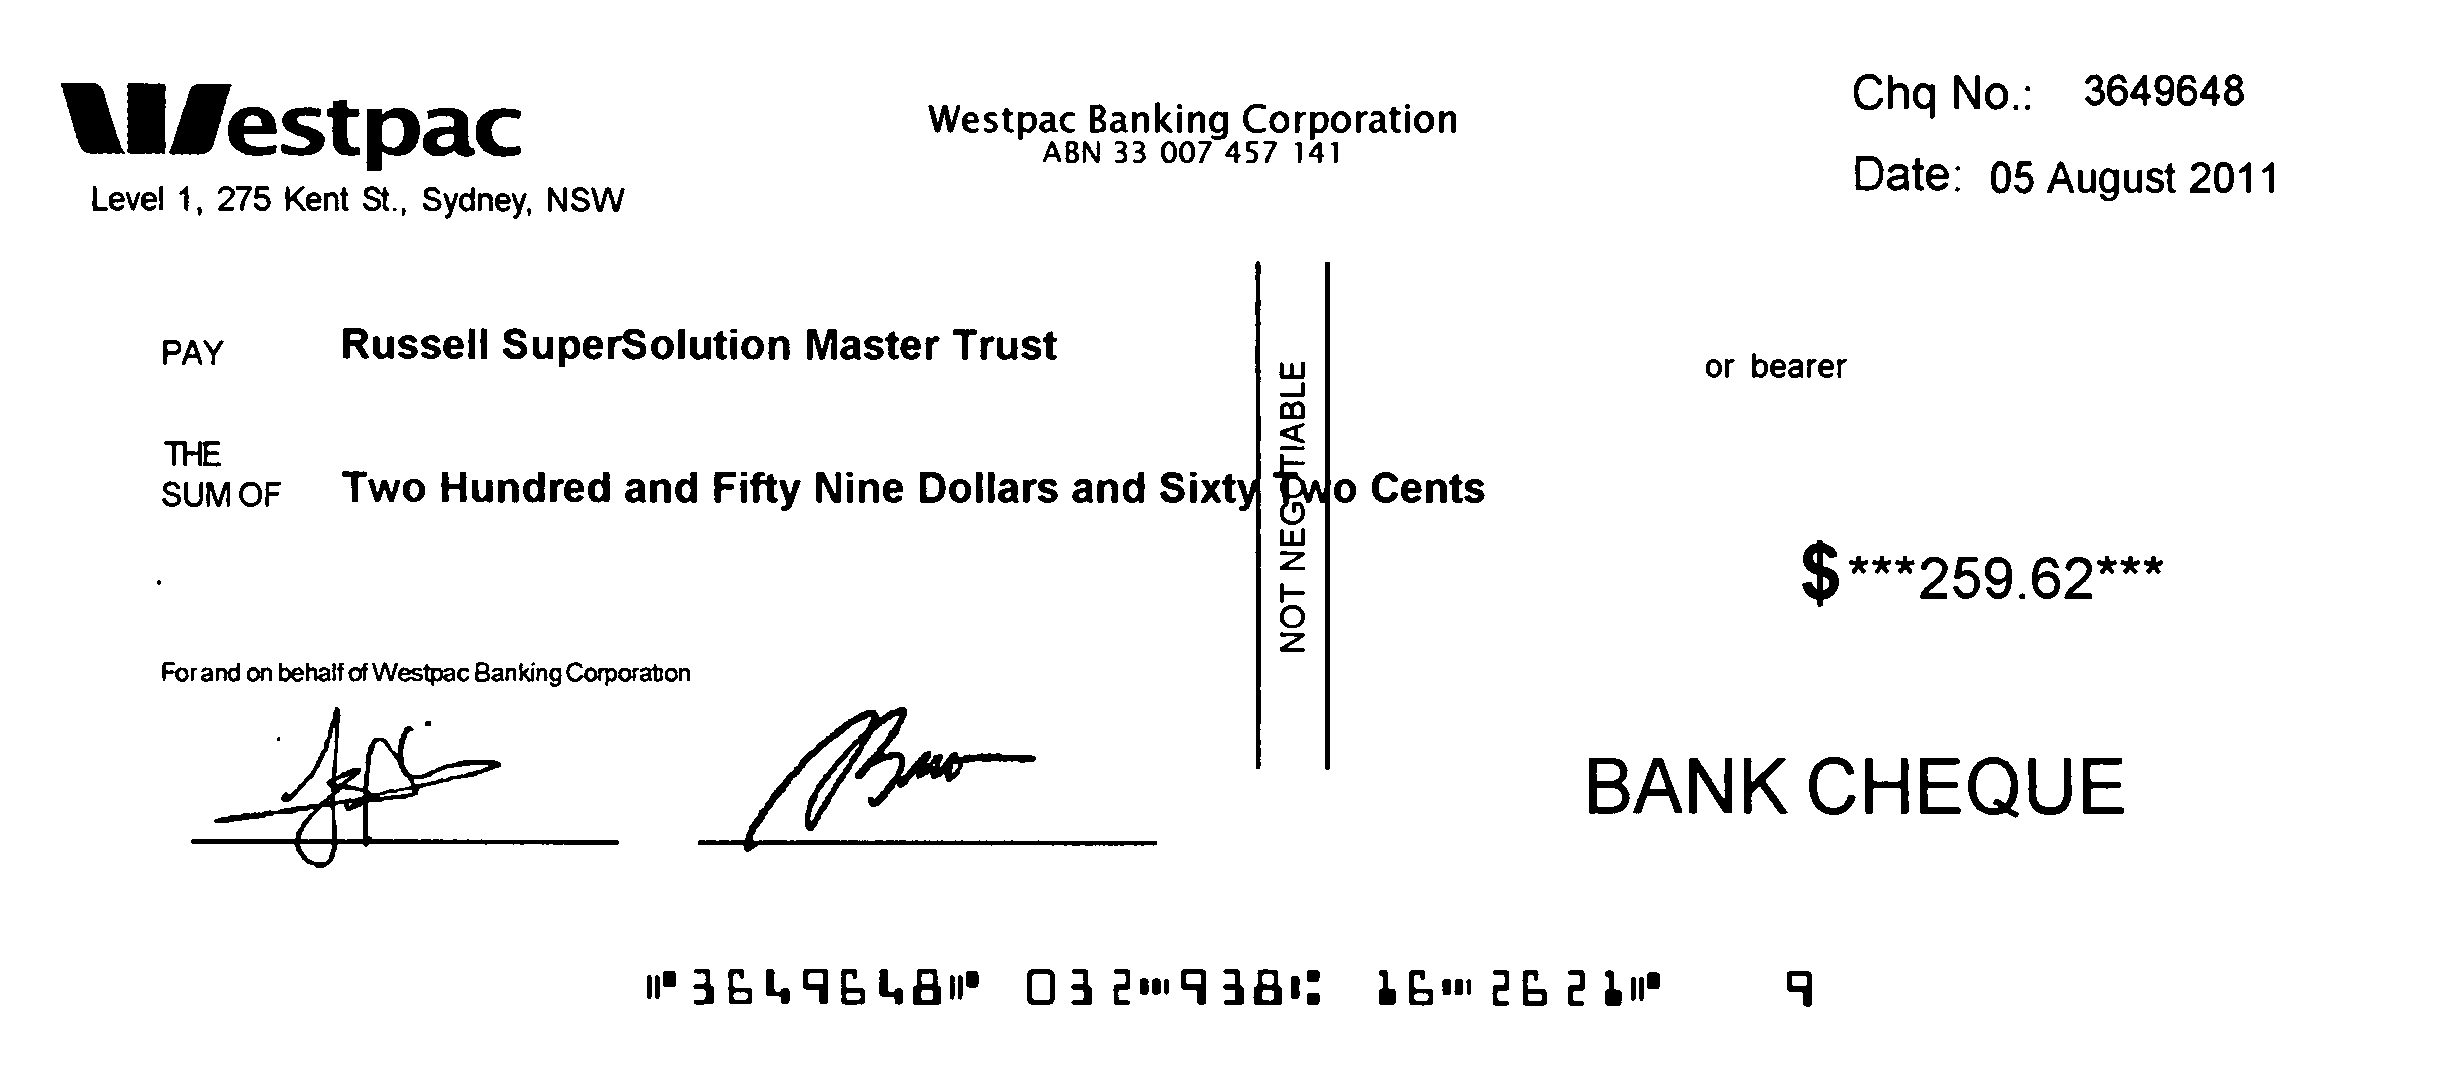 Westpac
Level 1, 275 Kent St., Sydney, NSW
Westpac Banking Corporation
ABN 33 007 457 141
Chq No.: 3649648
Date: 05 August 2011
PAY Russell SuperSolution Master Trust or bearer
THE
SUM OF Two Hundred and Fifty Nine Dollars and Sixty Two Cents
NOT NEGOTIABLE
$***259.62***
For and on behalf of Westpac Banking Corporation
BANK CHEQUE
⑈3649648⑈ 032⑉938⑆ 16⑉2621⑈ 9